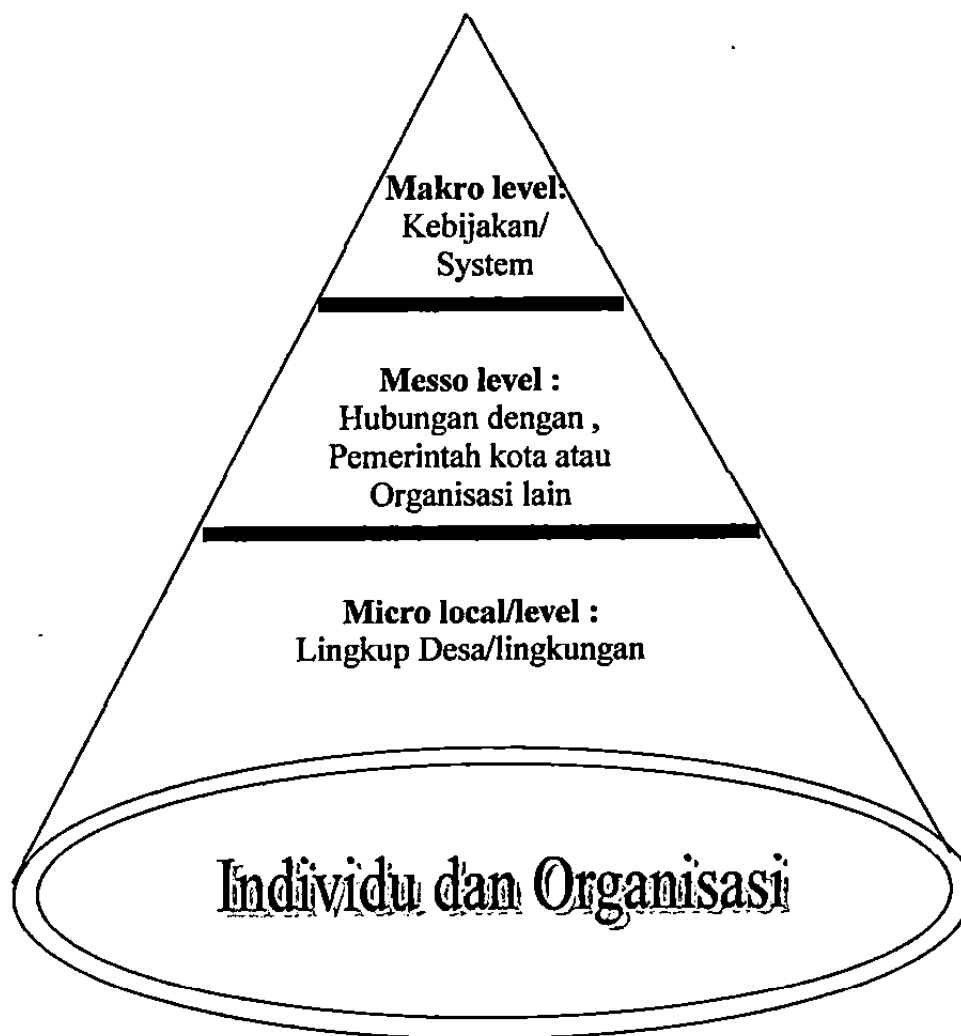 Makro level:
Kebijakan/
System
Messo level :
Hubungan dengan ,
Pemerintah kota atau
Organisasi lain
Micro local/level :
Lingkup Desa/lingkungan
Individu dan Organisasi